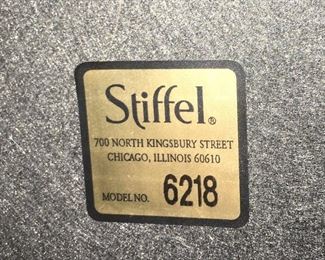 Stiffel®
700 NORTH KINGSBURY STREET
CHICAGO, ILLINOIS 60610
MODEL NO. 6218